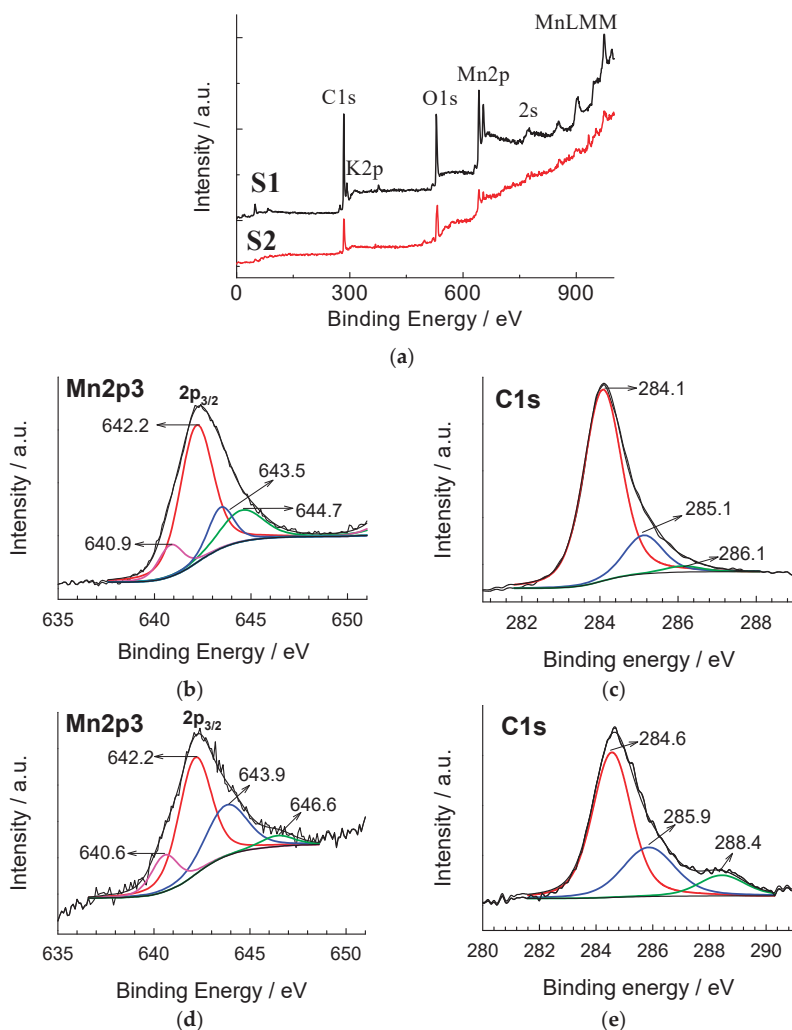 MnLMM
Mn2p
C1s
O1s
2s
K2p
S1
S2
Intensity / a.u.
0 300 600 900
Binding Energy / eV
(a)
Mn2p3
2p3/2
642.2
643.5
644.7
640.9
Intensity / a.u.
635 640 645 650
Binding Energy / eV
(b)
C1s
284.1
285.1
286.1
Intensity / a.u.
282 284 286 288
Binding energy / eV
(c)
Mn2p3
2p3/2
642.2
643.9
646.6
640.6
Intensity / a.u.
635 640 645 650
Binding Energy / eV
(d)
C1s
284.6
285.9
288.4
Intensity / a.u.
280 282 284 286 288 290
Binding energy / eV
(e)